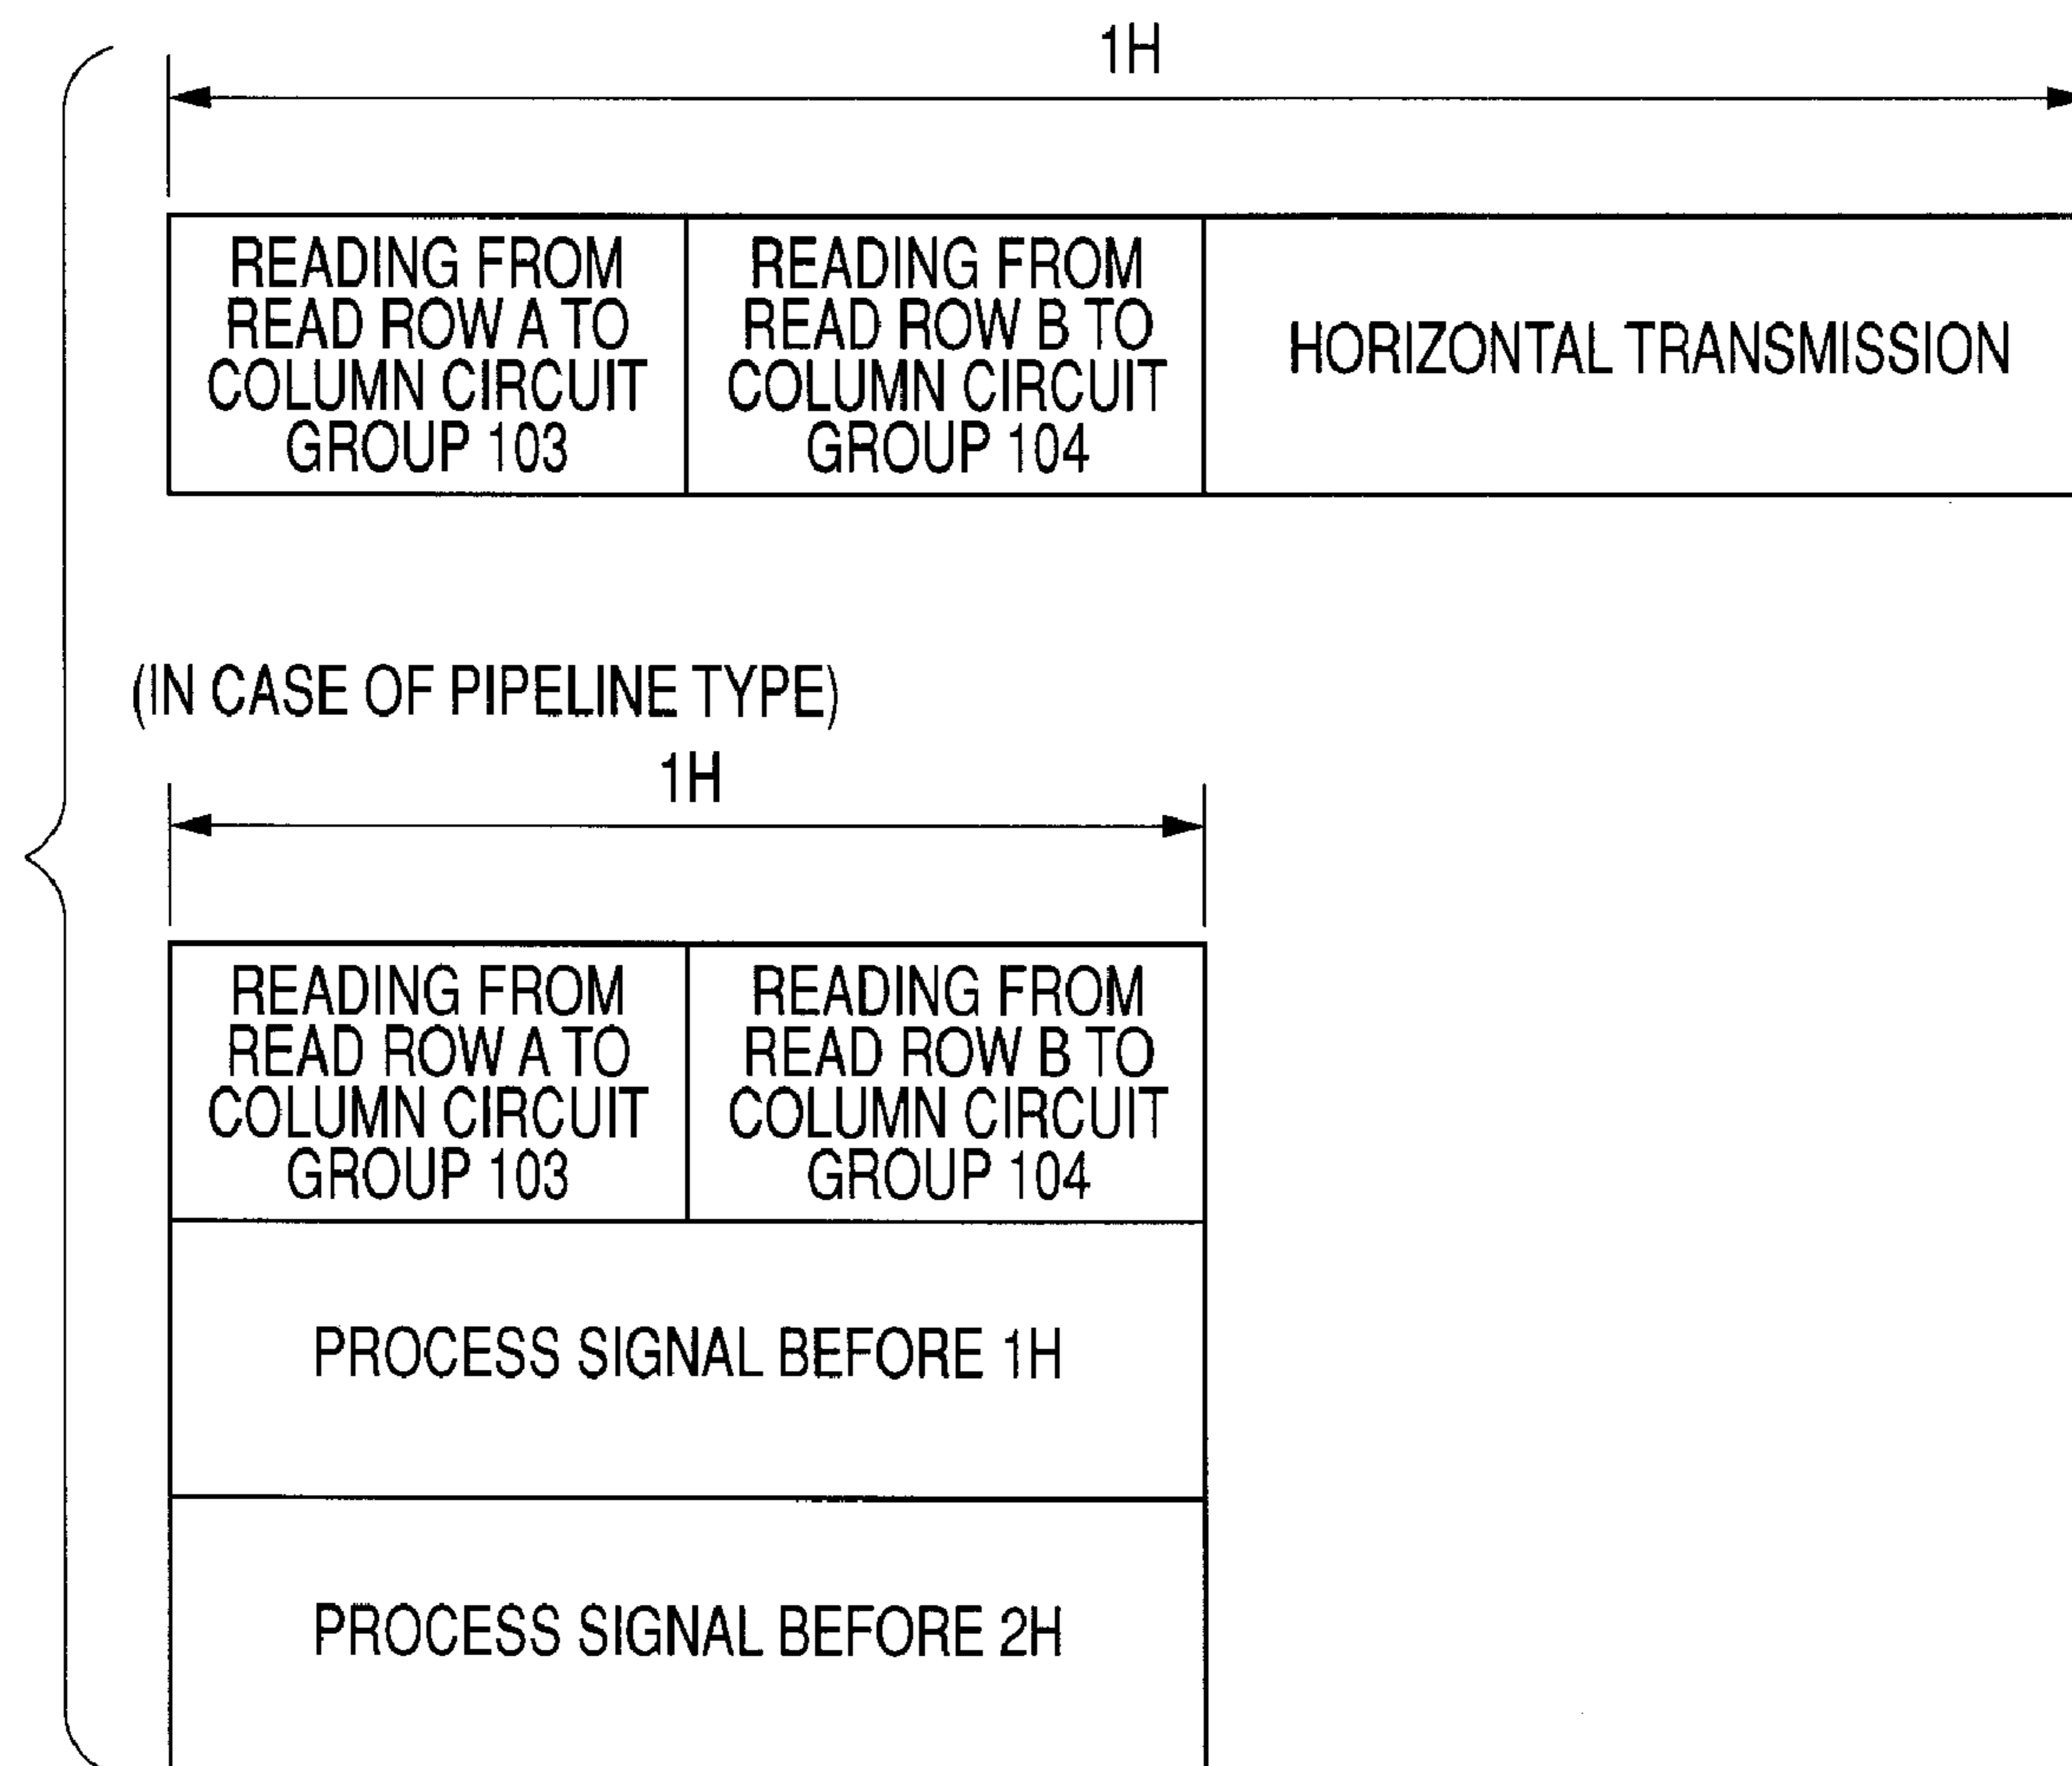 1H
READING FROM
READ ROW A TO
COLUMN CIRCUIT
GROUP 103
READING FROM
READ ROW B TO
COLUMN CIRCUIT
GROUP 104
HORIZONTAL TRANSMISSION
(IN CASE OF PIPELINE TYPE)
1H
READING FROM
READ ROW A TO
COLUMN CIRCUIT
GROUP 103
READING FROM
READ ROW B TO
COLUMN CIRCUIT
GROUP 104
PROCESS SIGNAL BEFORE 1H
PROCESS SIGNAL BEFORE 2H